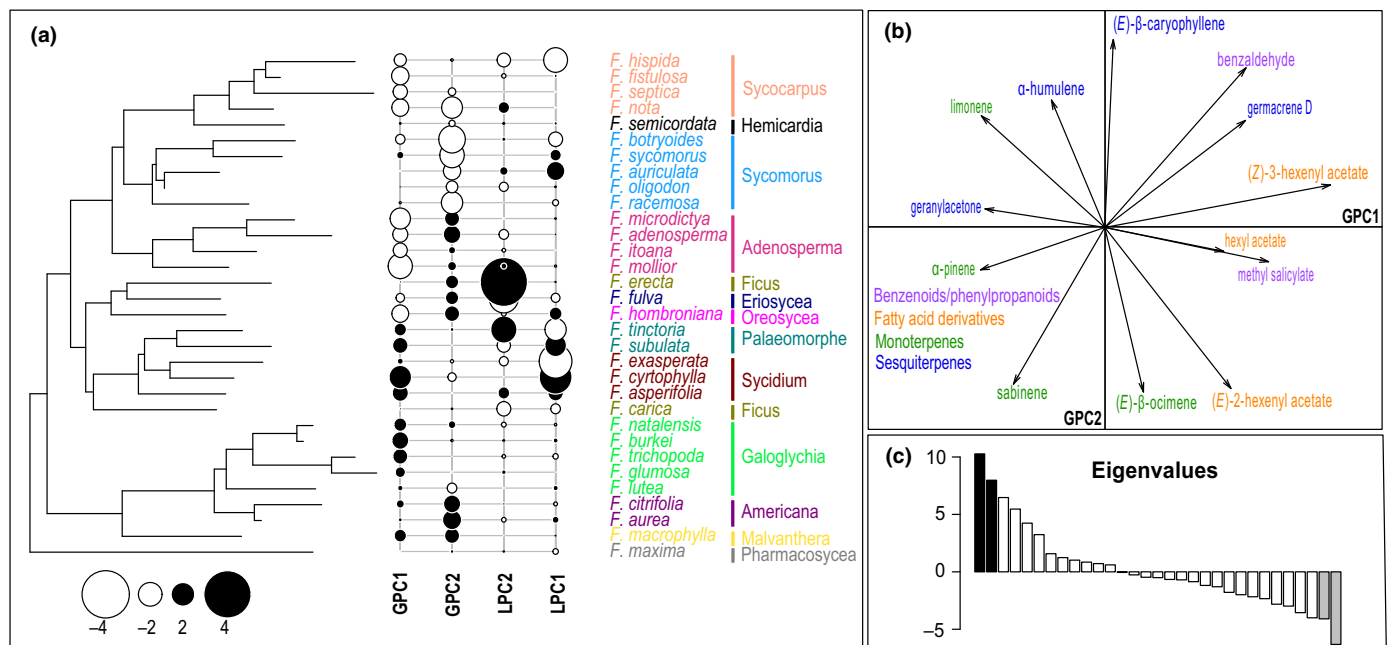 (a)
F. hispida
F. fistulosa
F. septica
F. nota
F. semicordata
F. botryoides
F. sycomorus
F. auriculata
F. oligodon
F. racemosa
F. microdictya
F. adenosperma
F. itoana
F. mollior
F. erecta
F. fulva
F. hombroniana
F. tinctoria
F. subulata
F. exasperata
F. cyrtophylla
F. asperifolia
F. carica
F. natalensis
F. burkei
F. trichopoda
F. glumosa
F. lutea
F. citrifolia
F. aurea
F. macrophylla
F. maxima
Sycocarpus
Hemicardia
Sycomorus
Adenosperma
Ficus
Eriosycea
Oreosycea
Palaeomorphe
Sycidium
Ficus
Galoglychia
Americana
Malvanthera
Pharmacosycea
GPC1
GPC2
LPC2
LPC1
–4 –2 2 4
(b)
(E)-β-caryophyllene
benzaldehyde
α-humulene
limonene
germacrene D
(Z)-3-hexenyl acetate
geranylacetone
GPC1
hexyl acetate
α-pinene
methyl salicylate
Benzenoids/phenylpropanoids
Fatty acid derivatives
Monoterpenes
Sesquiterpenes
sabinene
(E)-β-ocimene
(E)-2-hexenyl acetate
GPC2
(c)
Eigenvalues
10
5
0
–5